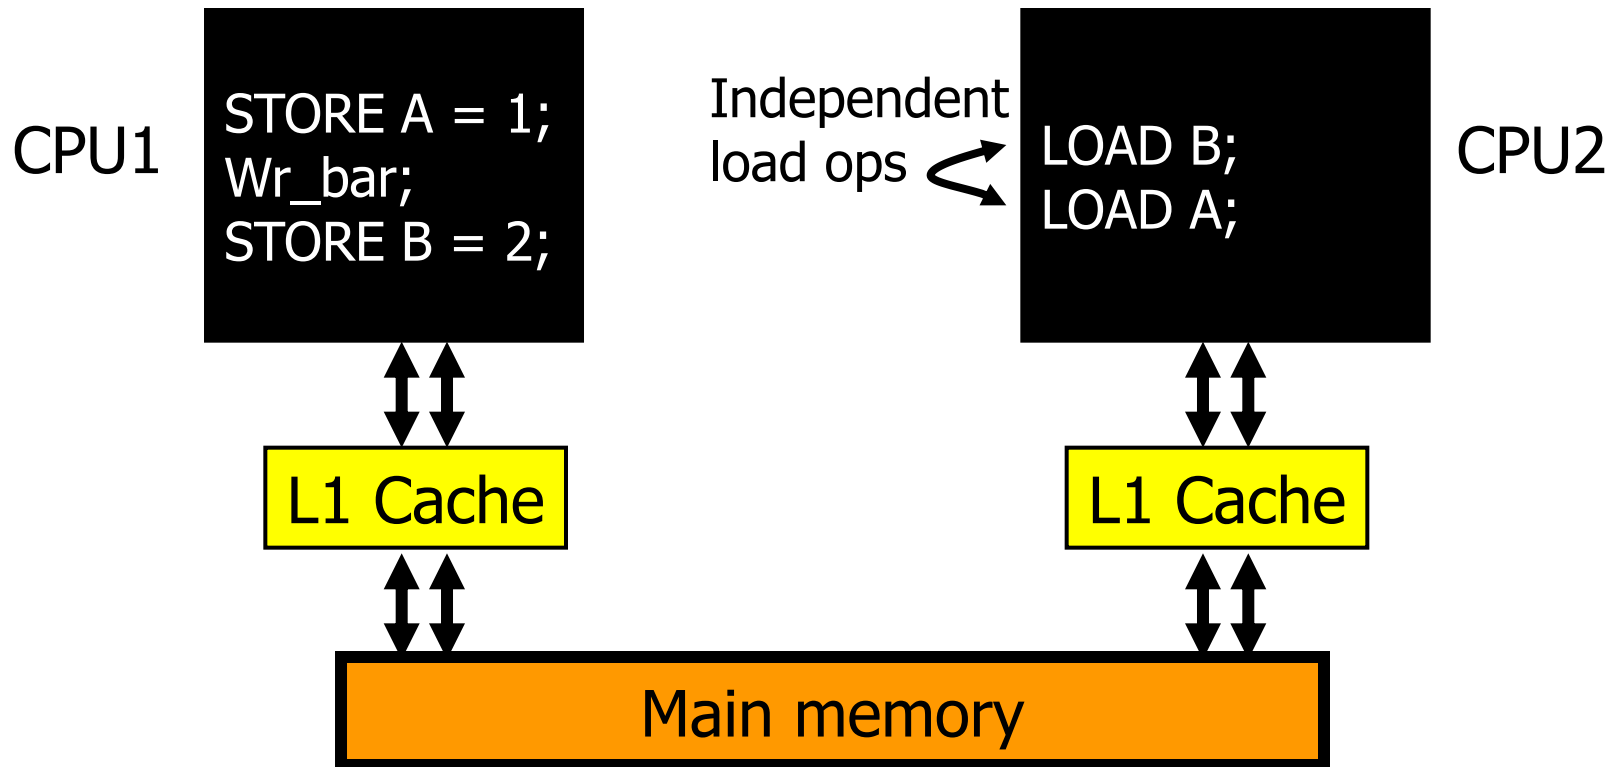 CPU1
STORE A = 1;
Wr_bar;
STORE B = 2;
Independent
load ops
LOAD B;
LOAD A;
CPU2
L1 Cache
L1 Cache
Main memory